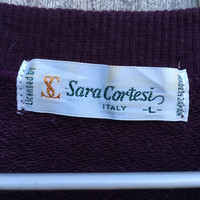 Licensed by
SC Sara Cortesi
ITALY -L-